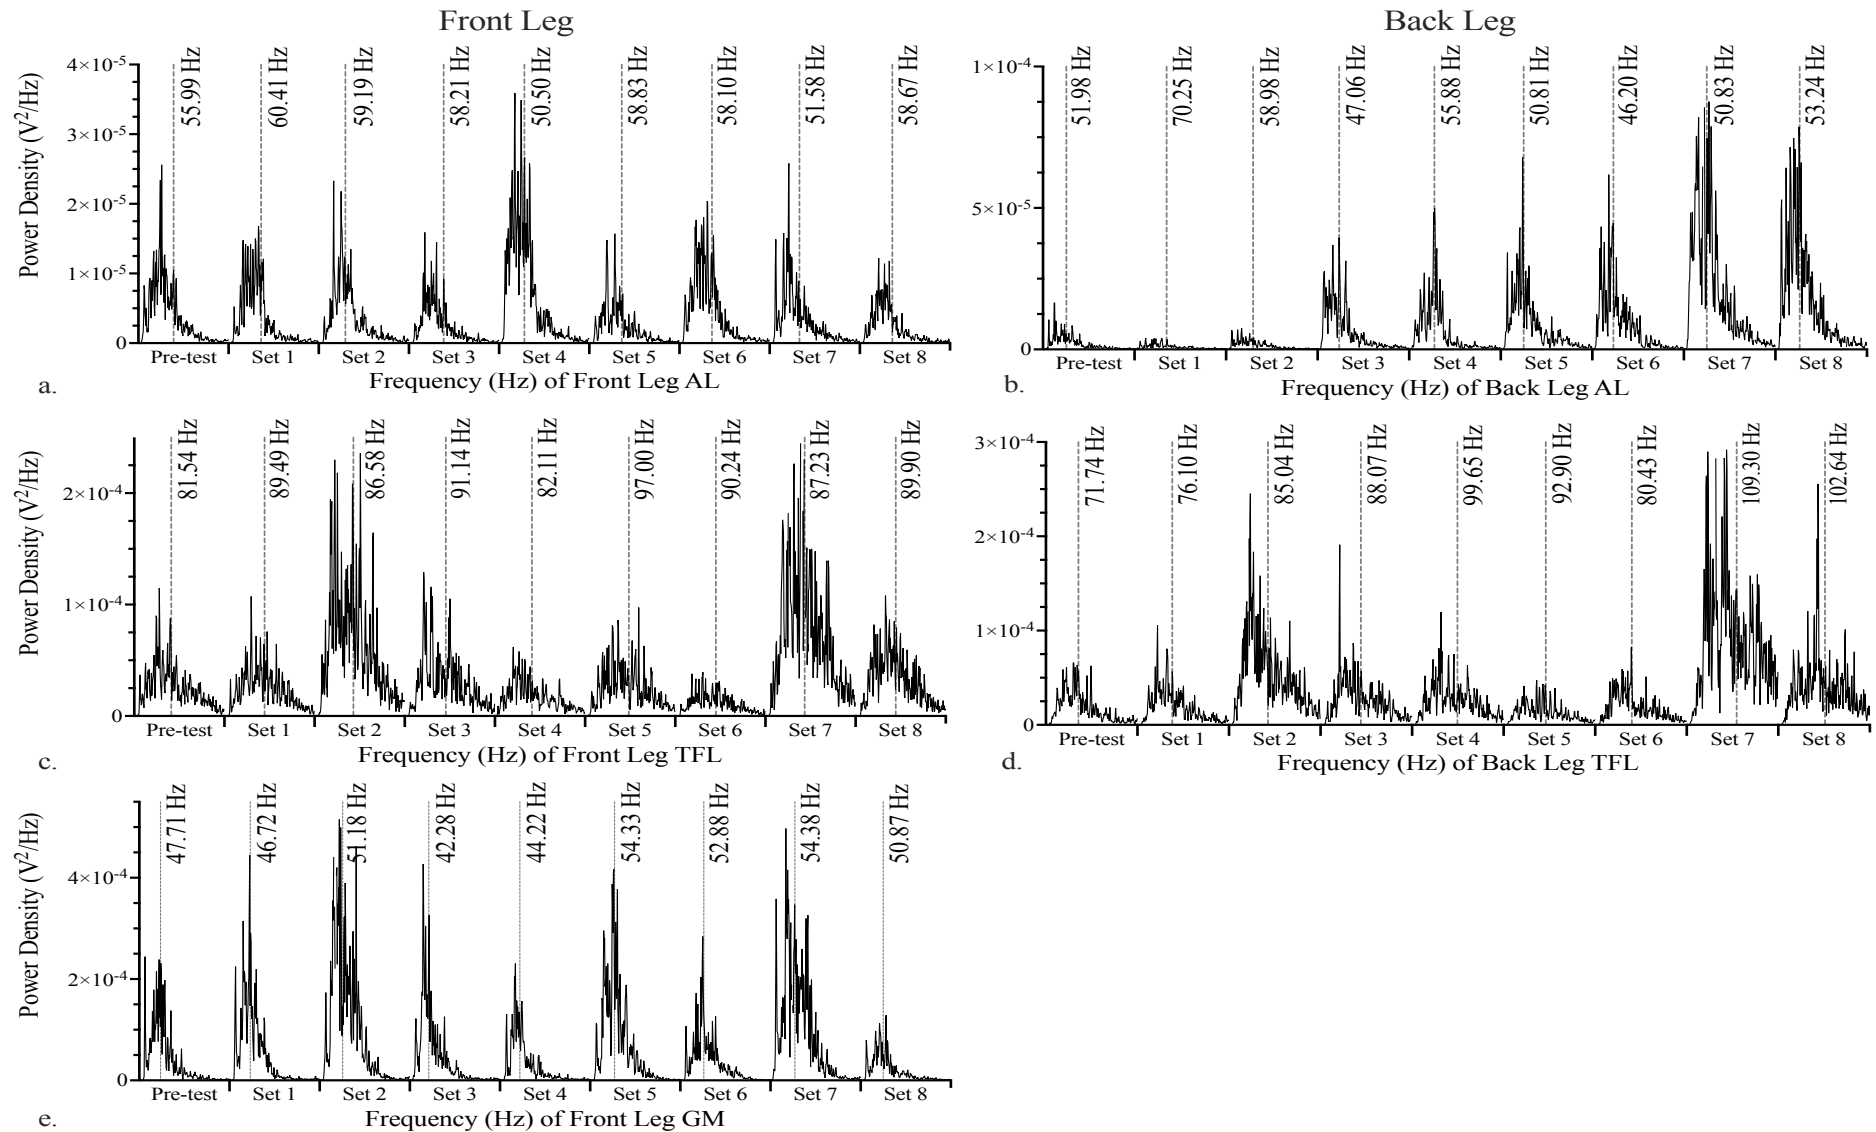 Front Leg
Back Leg
Power Density (V²/Hz)
4×10⁻⁵
3×10⁻⁵
2×10⁻⁵
1×10⁻⁵
0
55.99 Hz
60.41 Hz
59.19 Hz
58.21 Hz
50.50 Hz
58.83 Hz
58.10 Hz
51.58 Hz
58.67 Hz
Pre-test Set 1 Set 2 Set 3 Set 4 Set 5 Set 6 Set 7 Set 8
a. Frequency (Hz) of Front Leg AL
1×10⁻⁴
5×10⁻⁵
0
51.98 Hz
70.25 Hz
58.98 Hz
47.06 Hz
55.88 Hz
50.81 Hz
46.20 Hz
50.83 Hz
53.24 Hz
Pre-test Set 1 Set 2 Set 3 Set 4 Set 5 Set 6 Set 7 Set 8
b. Frequency (Hz) of Back Leg AL
Power Density (V²/Hz)
2×10⁻⁴
1×10⁻⁴
0
81.54 Hz
89.49 Hz
86.58 Hz
91.14 Hz
82.11 Hz
97.00 Hz
90.24 Hz
87.23 Hz
89.90 Hz
Pre-test Set 1 Set 2 Set 3 Set 4 Set 5 Set 6 Set 7 Set 8
c. Frequency (Hz) of Front Leg TFL
3×10⁻⁴
2×10⁻⁴
1×10⁻⁴
0
71.74 Hz
76.10 Hz
85.04 Hz
88.07 Hz
99.65 Hz
92.90 Hz
80.43 Hz
109.30 Hz
102.64 Hz
Pre-test Set 1 Set 2 Set 3 Set 4 Set 5 Set 6 Set 7 Set 8
d. Frequency (Hz) of Back Leg TFL
Power Density (V²/Hz)
4×10⁻⁴
2×10⁻⁴
0
47.71 Hz
46.72 Hz
51.18 Hz
42.28 Hz
44.22 Hz
54.33 Hz
52.88 Hz
54.38 Hz
50.87 Hz
Pre-test Set 1 Set 2 Set 3 Set 4 Set 5 Set 6 Set 7 Set 8
e. Frequency (Hz) of Front Leg GM